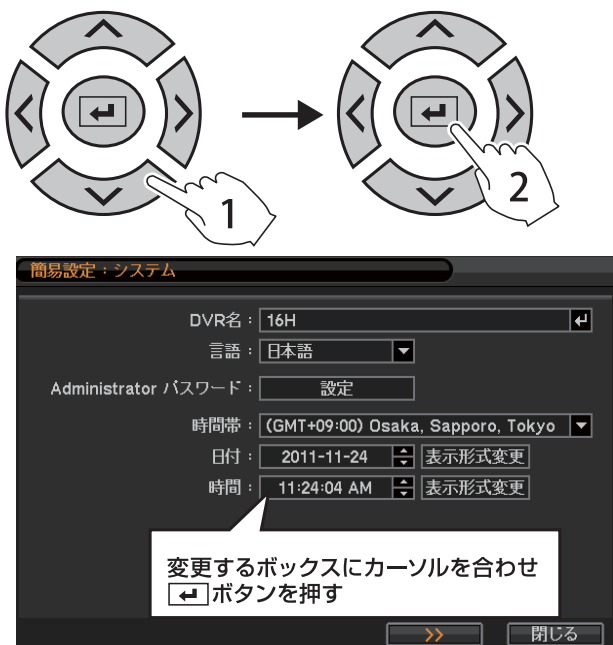 1
2
簡易設定：システム
DVR名： 16H
言語： 日本語
Administrator パスワード： 設定
時間帯： (GMT+09:00) Osaka, Sapporo, Tokyo
日付： 2011-11-24 表示形式変更
時間： 11:24:04 AM 表示形式変更
変更するボックスにカーソルを合わせ
ボタンを押す
>> 閉じる